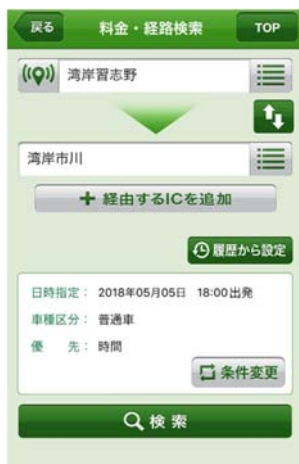 戻る 料金・経路検索 TOP
湾岸習志野
湾岸市川
+ 経由するICを追加
履歴から設定
日時指定： 2018年05月05日 18:00出発
車種区分： 普通車
優 先： 時間
条件変更
検索